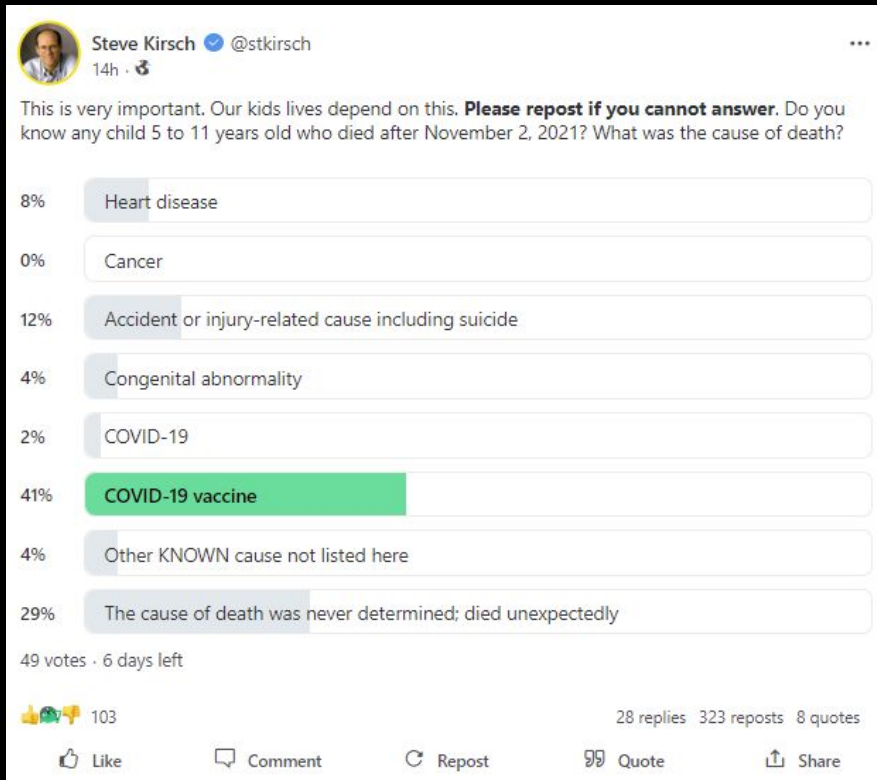 Steve Kirsch @stkirsch
14h ·
This is very important. Our kids lives depend on this. Please repost if you cannot answer. Do you
know any child 5 to 11 years old who died after November 2, 2021? What was the cause of death?
8% Heart disease
0% Cancer
12% Accident or injury-related cause including suicide
4% Congenital abnormality
2% COVID-19
41% COVID-19 vaccine
4% Other KNOWN cause not listed here
29% The cause of death was never determined; died unexpectedly
49 votes · 6 days left
103 28 replies 323 reposts 8 quotes
Like Comment Repost Quote Share